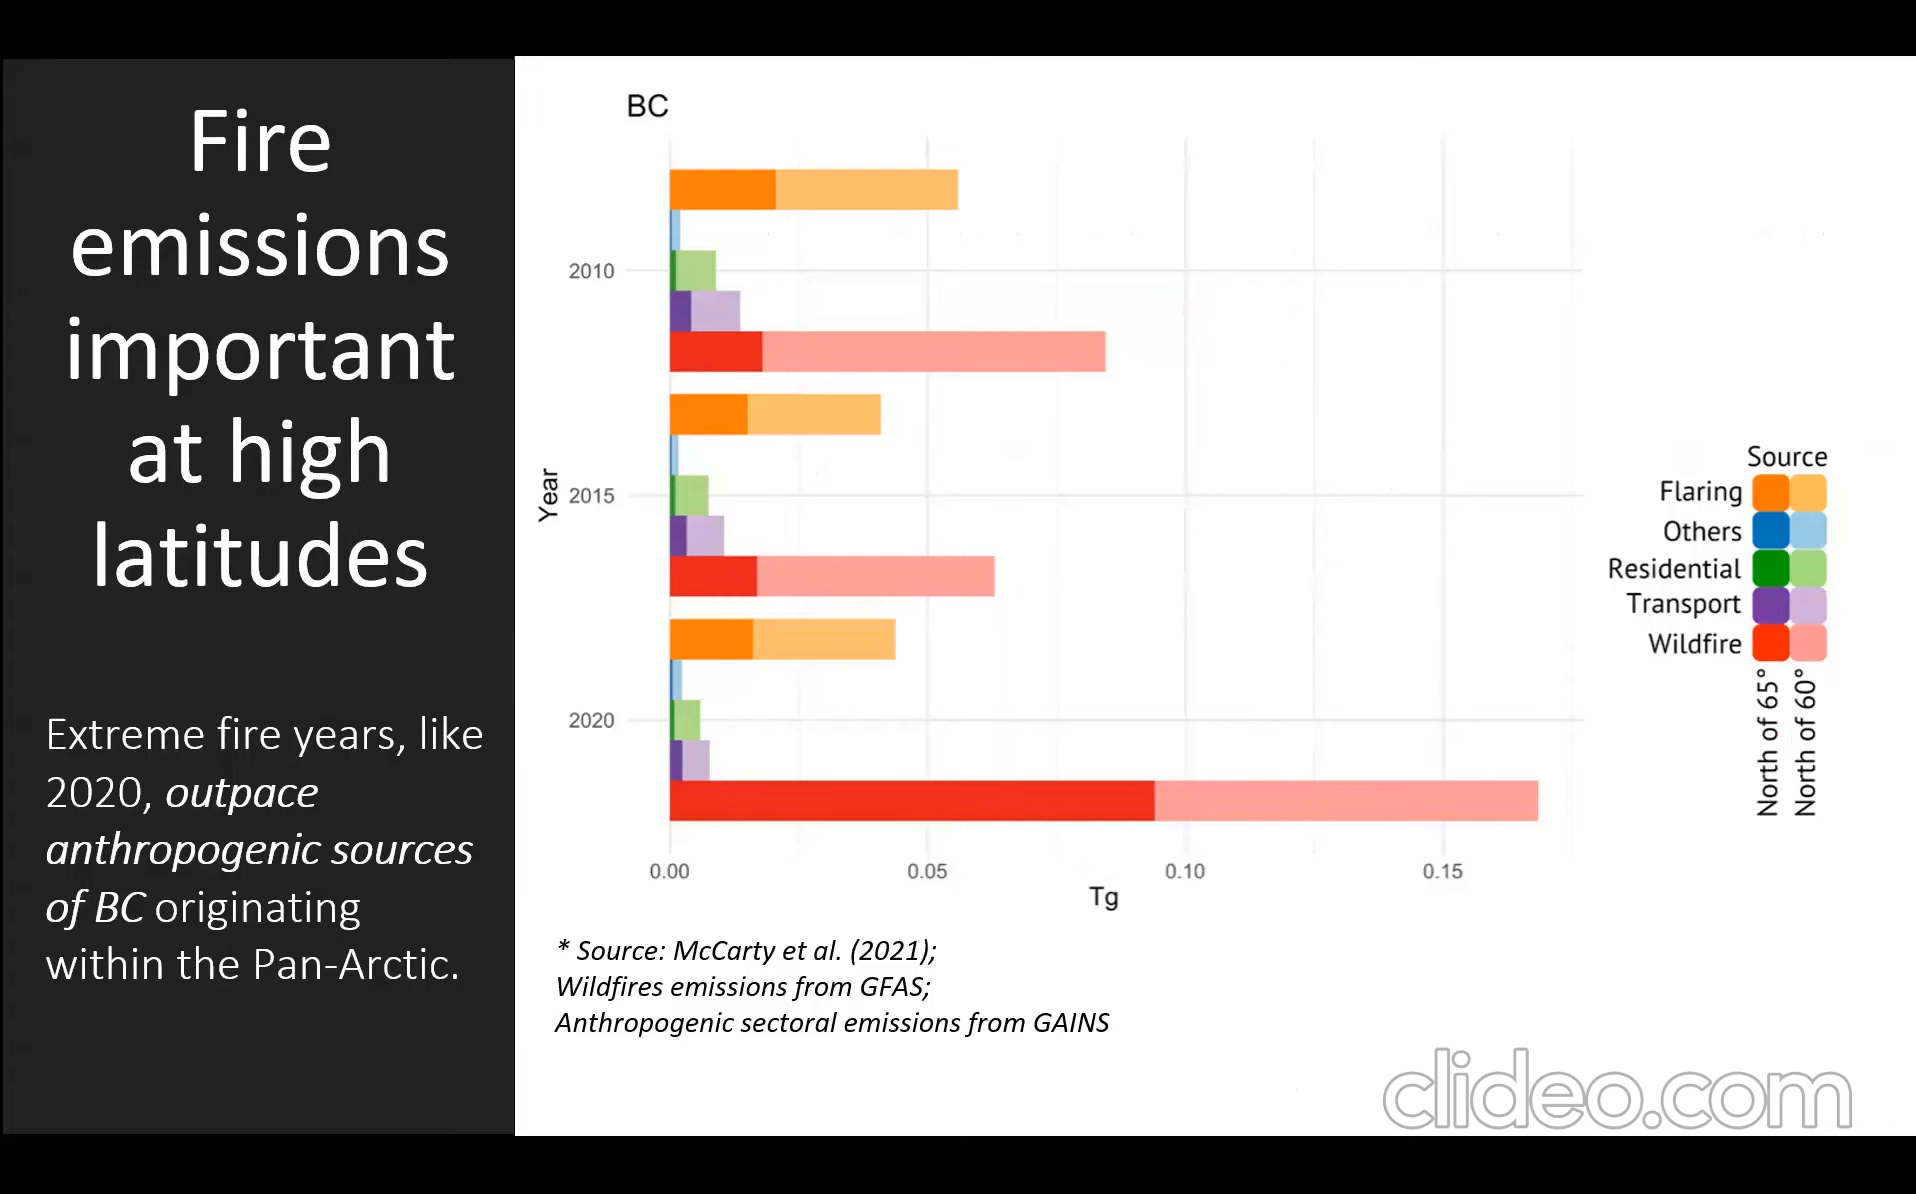 Fire
emissions
important
at high
latitudes
Extreme fire years, like
2020, outpace
anthropogenic sources
of BC originating
within the Pan-Arctic.
BC
2010
2015
2020
Year
0.00
0.05
0.10
0.15
Tg
Source
Flaring
Others
Residential
Transport
Wildfire
North of 65°
North of 60°
* Source: McCarty et al. (2021);
Wildfires emissions from GFAS;
Anthropogenic sectoral emissions from GAINS
clideo.com